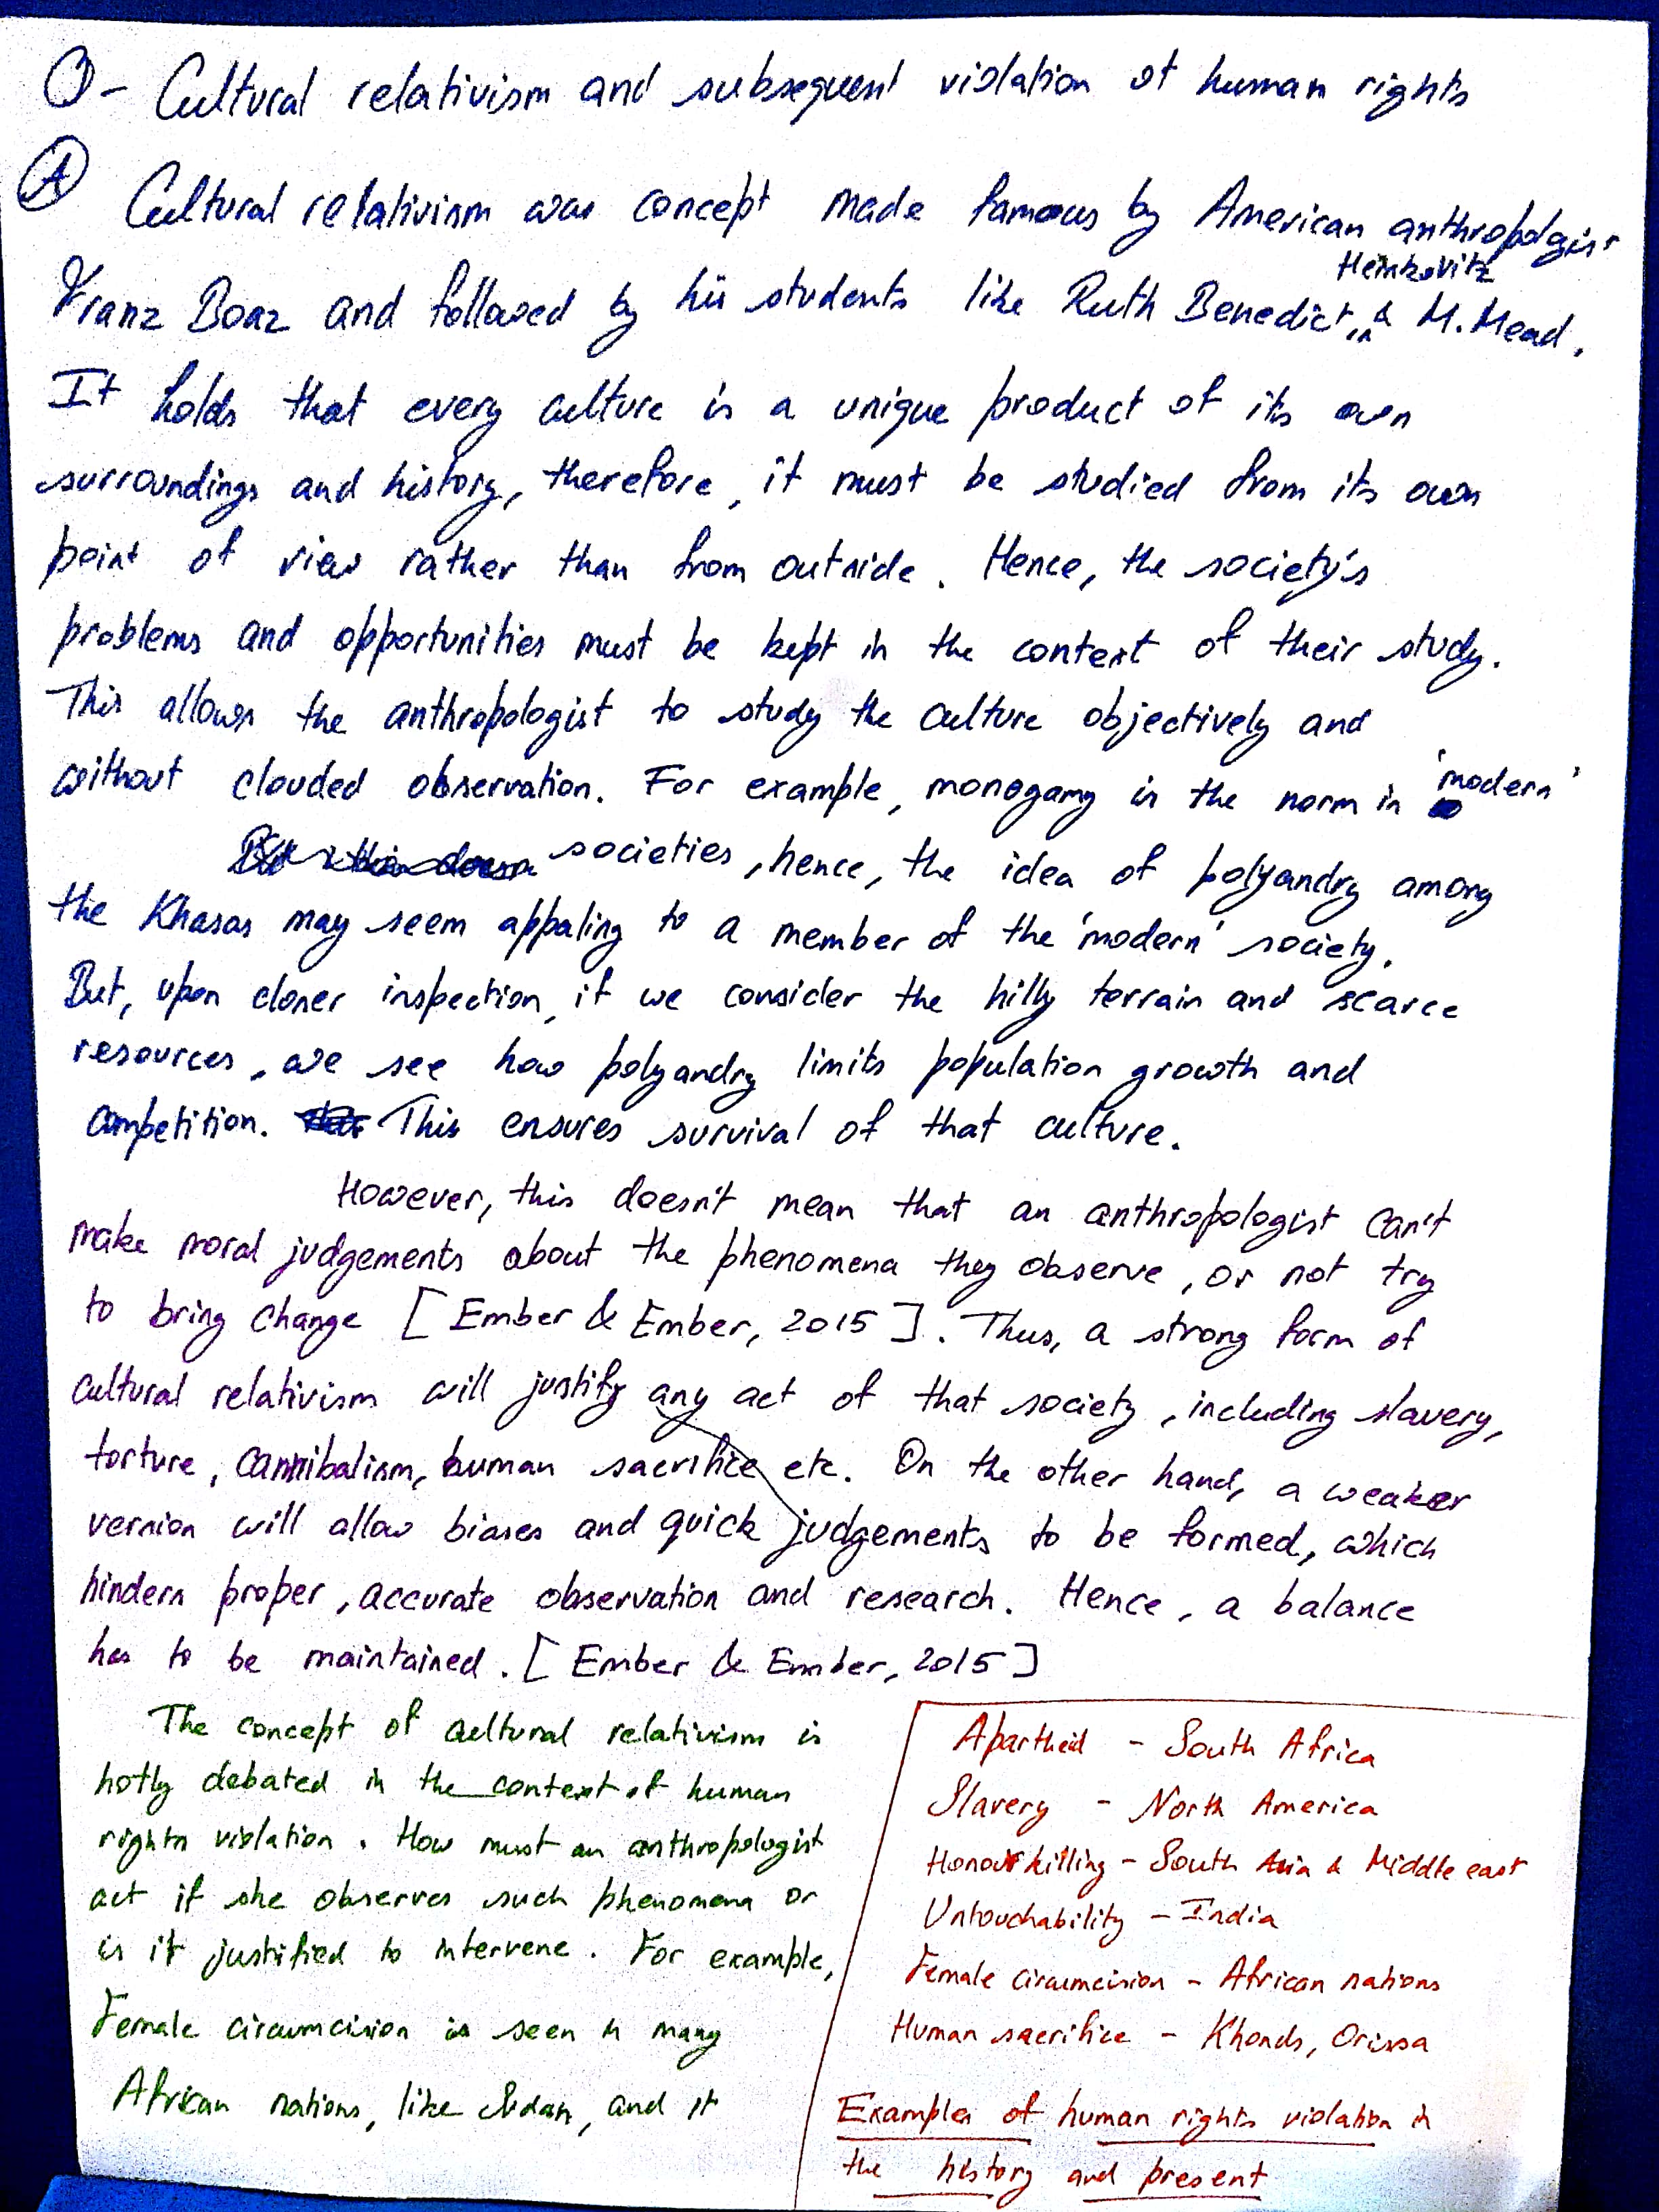 Q- Cultural relativism and subsequent violation of human rights
A Cultural relativism was concept made famous by American anthropologist
Franz Boaz and followed by his students like Ruth Benedict, Herskovitz & M. Mead.
It holds that every culture is a unique product of its own
surroundings and history, therefore, it must be studied from its own
point of view rather than from outside. Hence, the society's
problems and opportunities must be kept in the context of their study.
This allows the anthropologist to study the culture objectively and
without clouded observation. For example, monogamy is the norm in 'modern'
societies, hence, the idea of polyandry among
the Khasas may seem appaling to a member of the 'modern' society.
But, upon closer inspection, if we consider the hilly terrain and scarce
resources, we see how polyandry limits population growth and
competition. This ensures survival of that culture.
However, this doesn't mean that an anthropologist can't
make moral judgements about the phenomena they observe, or not try
to bring change [Ember & Ember, 2015]. Thus, a strong form of
cultural relativism will justify any act of that society, including slavery,
torture, cannibalism, human sacrifice etc. On the other hand, a weaker
version will allow biases and quick judgements to be formed, which
hinders proper, accurate observation and research. Hence, a balance
has to be maintained. [Ember & Ember, 2015]
The concept of cultural relativism is
hotly debated in the context of human
rights violation. How must an anthropologist
act if she observes such phenomena or
is it justified to intervene. For example,
Female circumcision is seen in many
African nations, like Sudan, and it
Apartheid - South Africa
Slavery - North America
Honour killing - South Asia & Middle east
Untouchability - India
Female circumcision - African nations
Human sacrifice - Khonds, Orissa
Examples of human rights violation in
the history and present